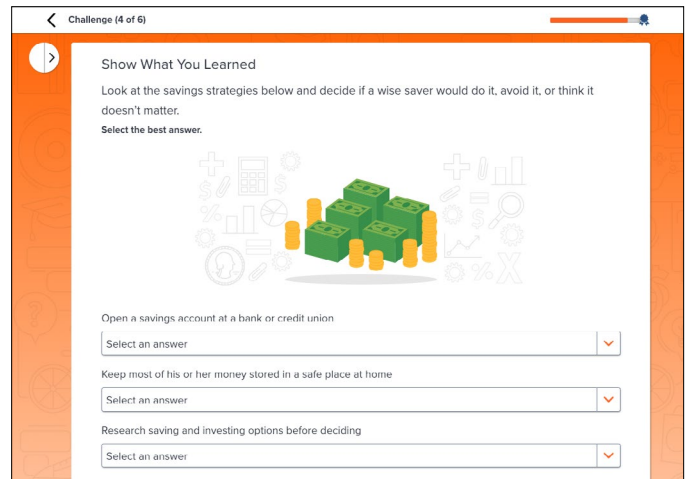 Challenge (4 of 6)
Show What You Learned
Look at the savings strategies below and decide if a wise saver would do it, avoid it, or think it
doesn't matter.
Select the best answer.
Open a savings account at a bank or credit union
Select an answer
Keep most of his or her money stored in a safe place at home
Select an answer
Research saving and investing options before deciding
Select an answer